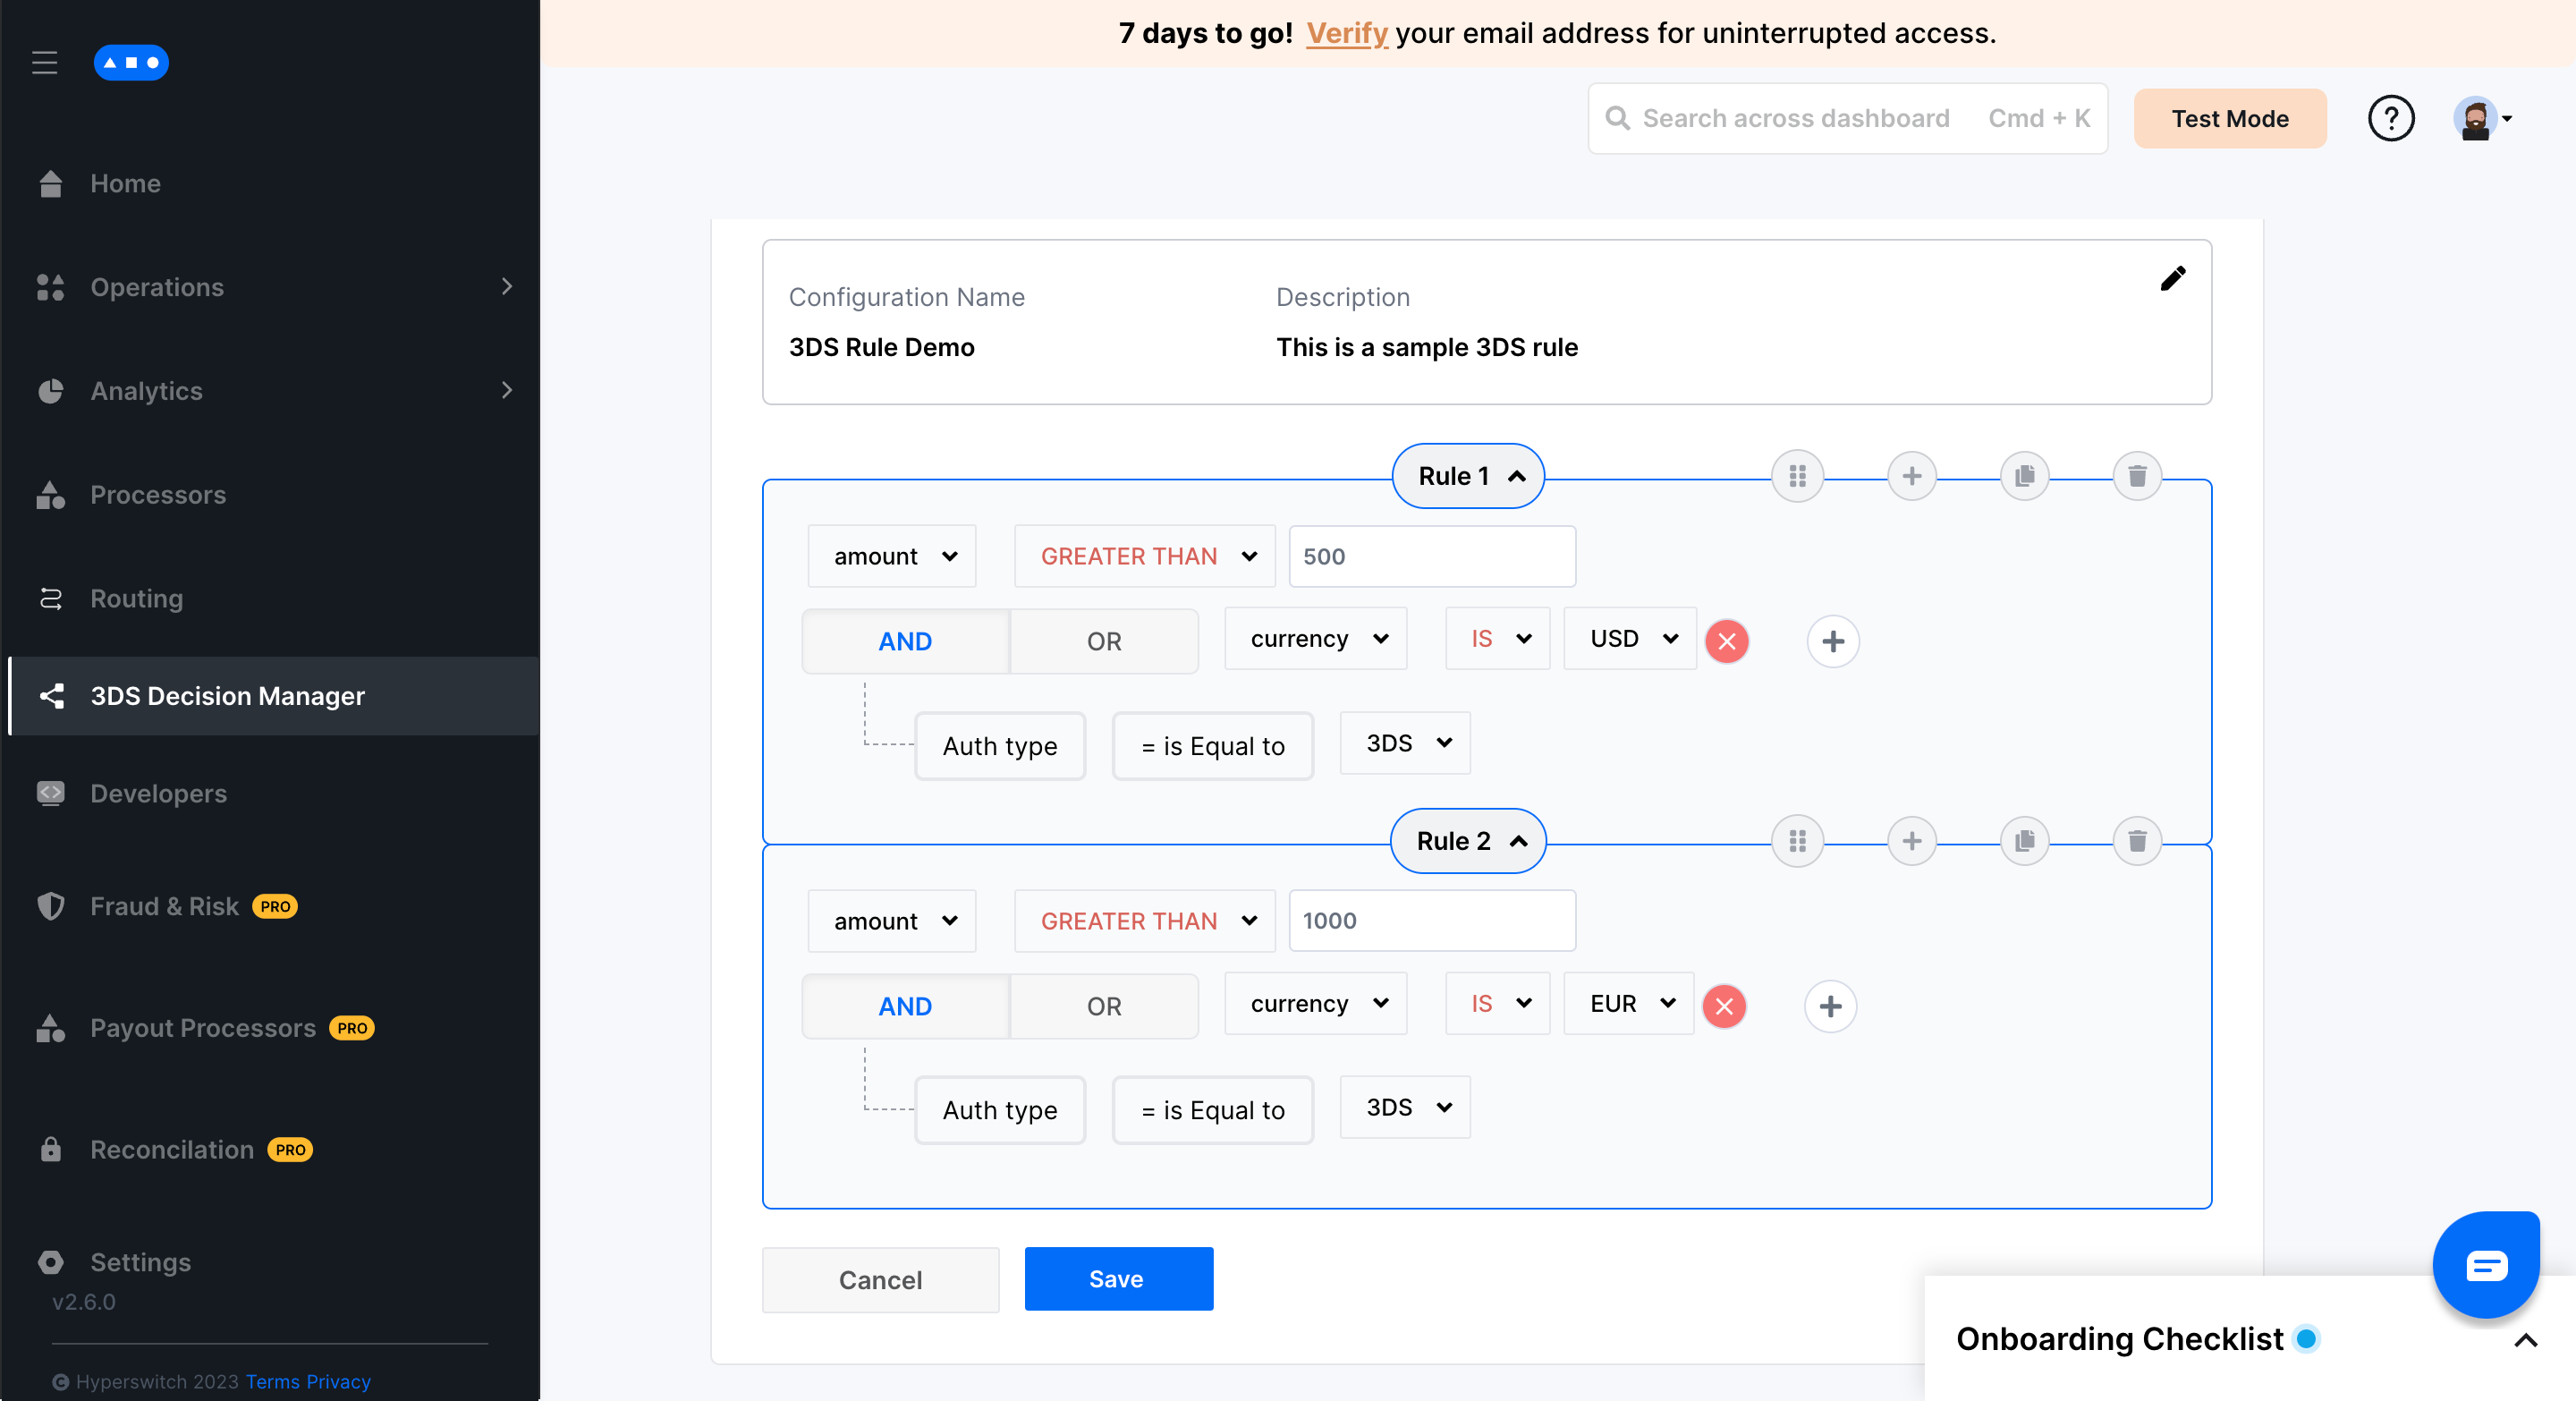 7 days to go! Verify your email address for uninterrupted access.
Search across dashboard Cmd + K
Test Mode
?
Home
Operations
Analytics
Processors
Routing
3DS Decision Manager
Developers
Fraud & Risk PRO
Payout Processors PRO
Reconcilation PRO
Settings
v2.6.0
© Hyperswitch 2023 Terms Privacy
Configuration Name Description
3DS Rule Demo This is a sample 3DS rule
Rule 1
amount GREATER THAN 500
AND OR currency IS USD
Auth type = is Equal to 3DS
Rule 2
amount GREATER THAN 1000
AND OR currency IS EUR
Auth type = is Equal to 3DS
Cancel Save
Onboarding Checklist